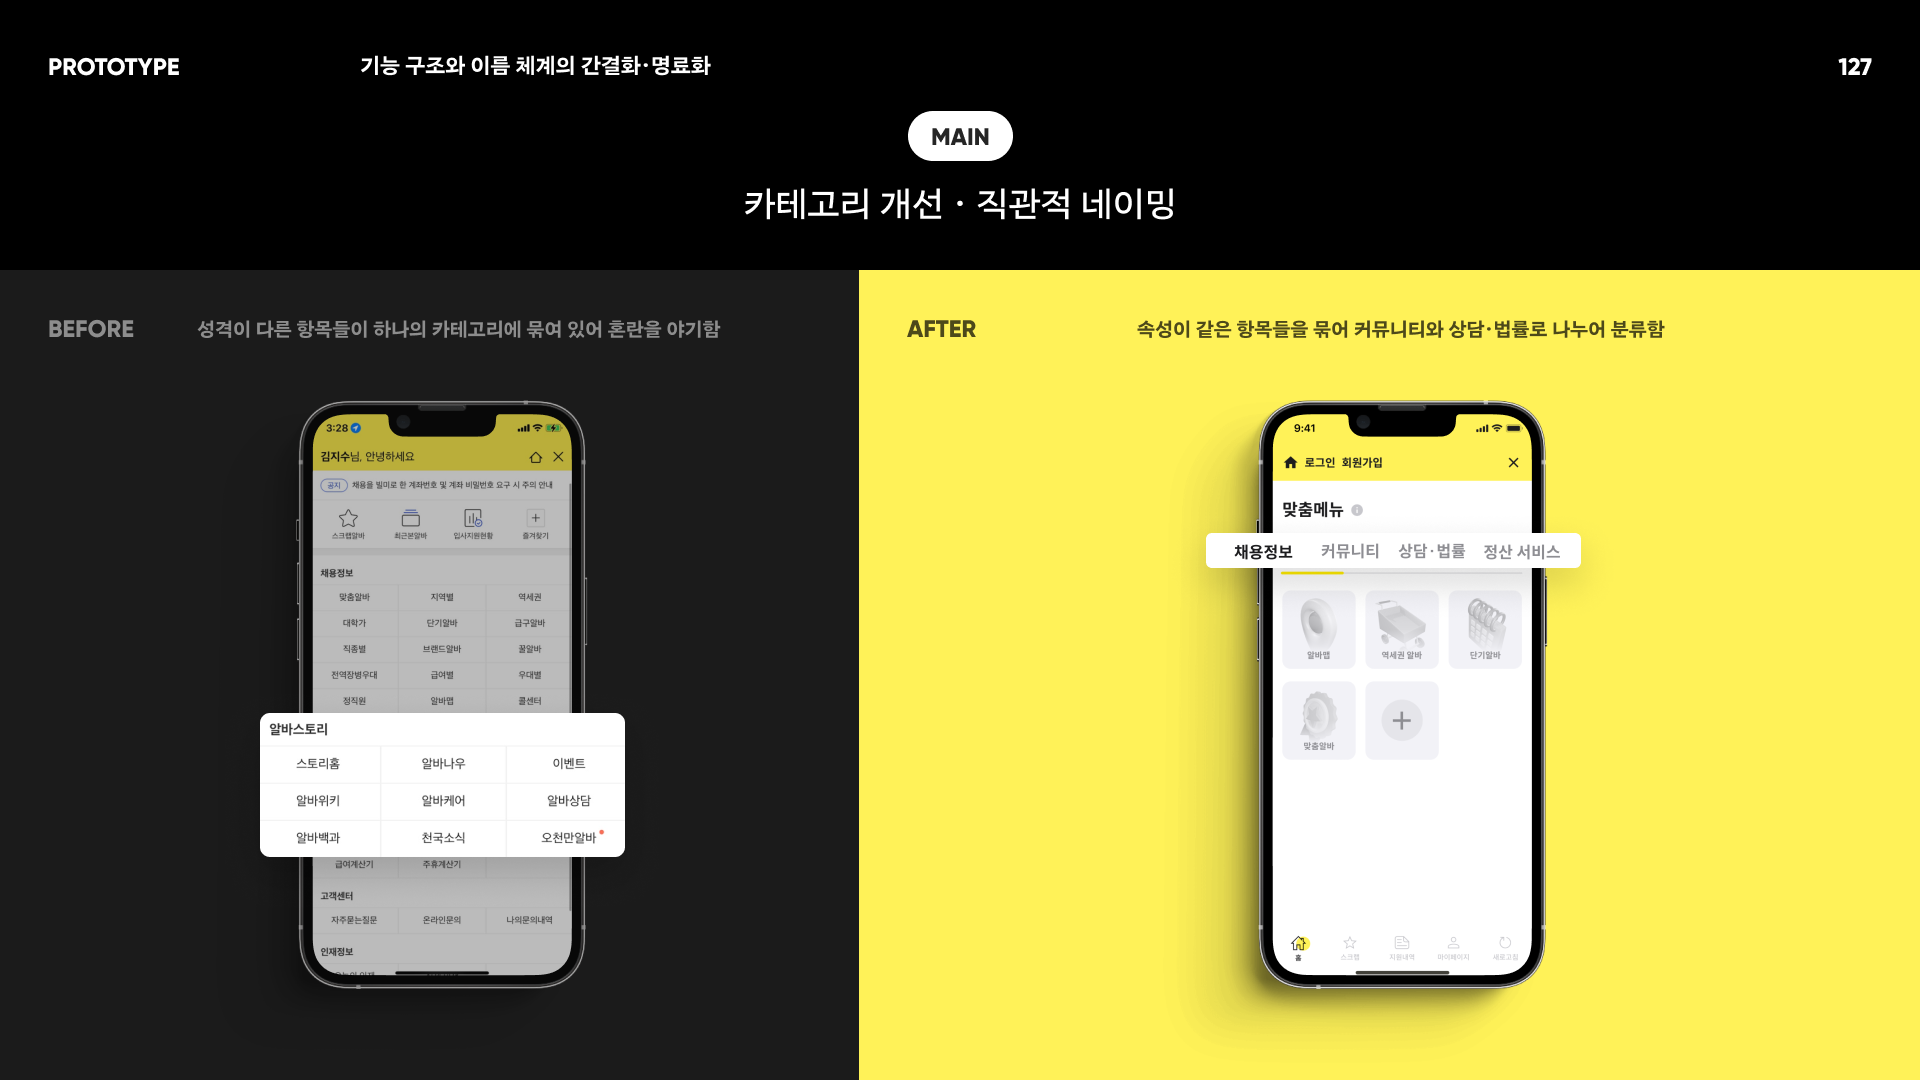 PROTOTYPE
기능 구조와 이름 체계의 간결화·명료화
127
MAIN
카테고리 개선 · 직관적 네이밍
BEFORE
성격이 다른 항목들이 하나의 카테고리에 묶여 있어 혼란을 야기함
3:28
김지수님, 안녕하세요
공지 채용을 빌미로 한 계좌번호 및 계좌 비밀번호 요구 시 주의 안내
스크랩알바 최근본알바 입사지원현황 즐겨찾기
채용정보
맞춤알바 지역별 역세권
대학가 단기알바 급구알바
직종별 브랜드알바 꿀알바
전역장병우대 급여별 우대별
정직원 알바맵 콜센터
알바스토리
스토리홈 알바나우 이벤트
알바위키 알바케어 알바상담
알바백과 천국소식 오천만알바
급여계산기 주휴계산기
고객센터
자주묻는질문 온라인문의 나의문의내역
인재정보
AFTER
속성이 같은 항목들을 묶어 커뮤니티와 상담·법률로 나누어 분류함
9:41
로그인 회원가입
맞춤메뉴
채용정보 커뮤니티 상담·법률 정산 서비스
알바맵 역세권 알바 단기알바
맞춤알바
홈 스크랩 지원내역 마이페이지 새로고침